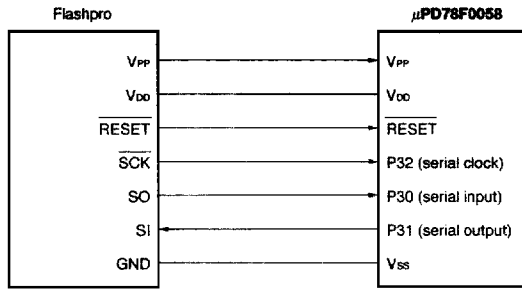 Flashpro μPD78F0058
VPP VPP
VDD VDD
RESET RESET
SCK P32 (serial clock)
SO P30 (serial input)
SI P31 (serial output)
GND VSS